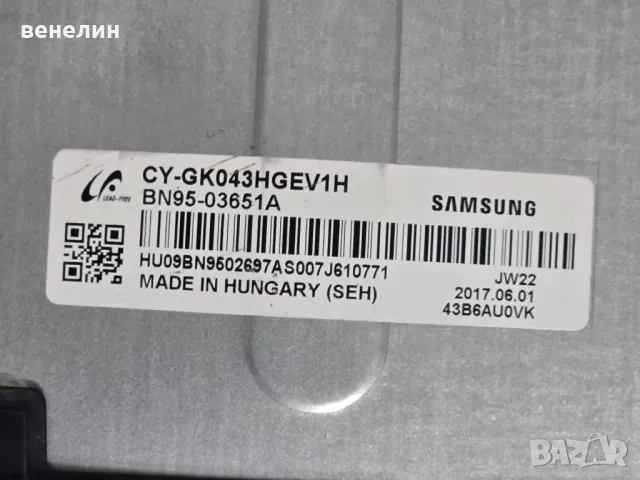 венелин
CY-GK043HGEV1H
BN95-03651A
SAMSUNG
LEAD-FREE
HU09BN9502697AS007J610771
JW22
MADE IN HUNGARY (SEH)
2017.06.01
43B6AU0VK
BAZAR